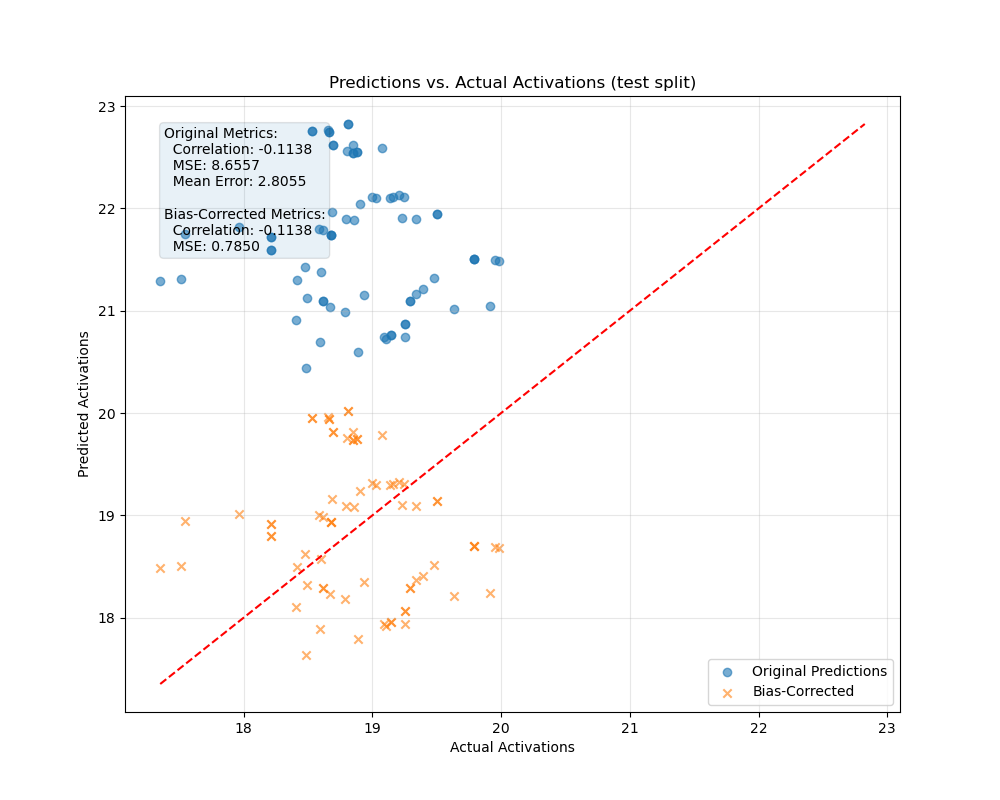 Predictions vs. Actual Activations (test split)
23
22
21
20
19
18
Predicted Activations
Original Metrics:
Correlation: -0.1138
MSE: 8.6557
Mean Error: 2.8055
Bias-Corrected Metrics:
Correlation: -0.1138
MSE: 0.7850
Original Predictions
Bias-Corrected
18 19 20 21 22 23
Actual Activations